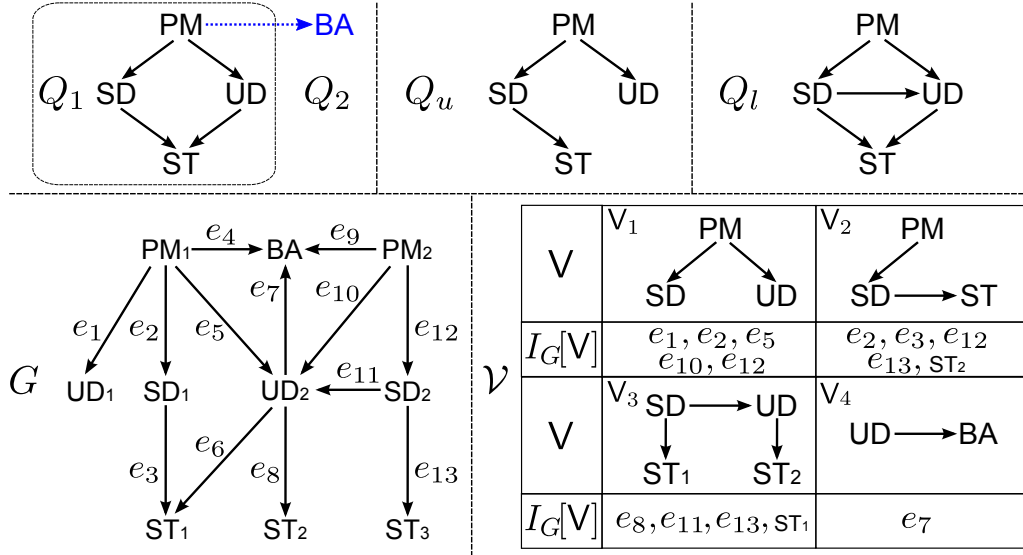 PM BA PM PM
Q1 SD UD Q2 Qu SD UD Ql SD UD
ST ST ST
PM1 e4 BA e9 PM2
e7 e10
e1 e2 e5 e12
G UD1 SD1 UD2 e11 SD2
e6
e3 e8 e13
ST1 ST2 ST3
V
V V1 PM SD UD V2 PM SD ST
IG[V] e1, e2, e5 e2, e3, e12
e10, e12 e13, ST2
V V3 SD UD V4 UD BA
ST1 ST2
IG[V] e8, e11, e13, ST1 e7